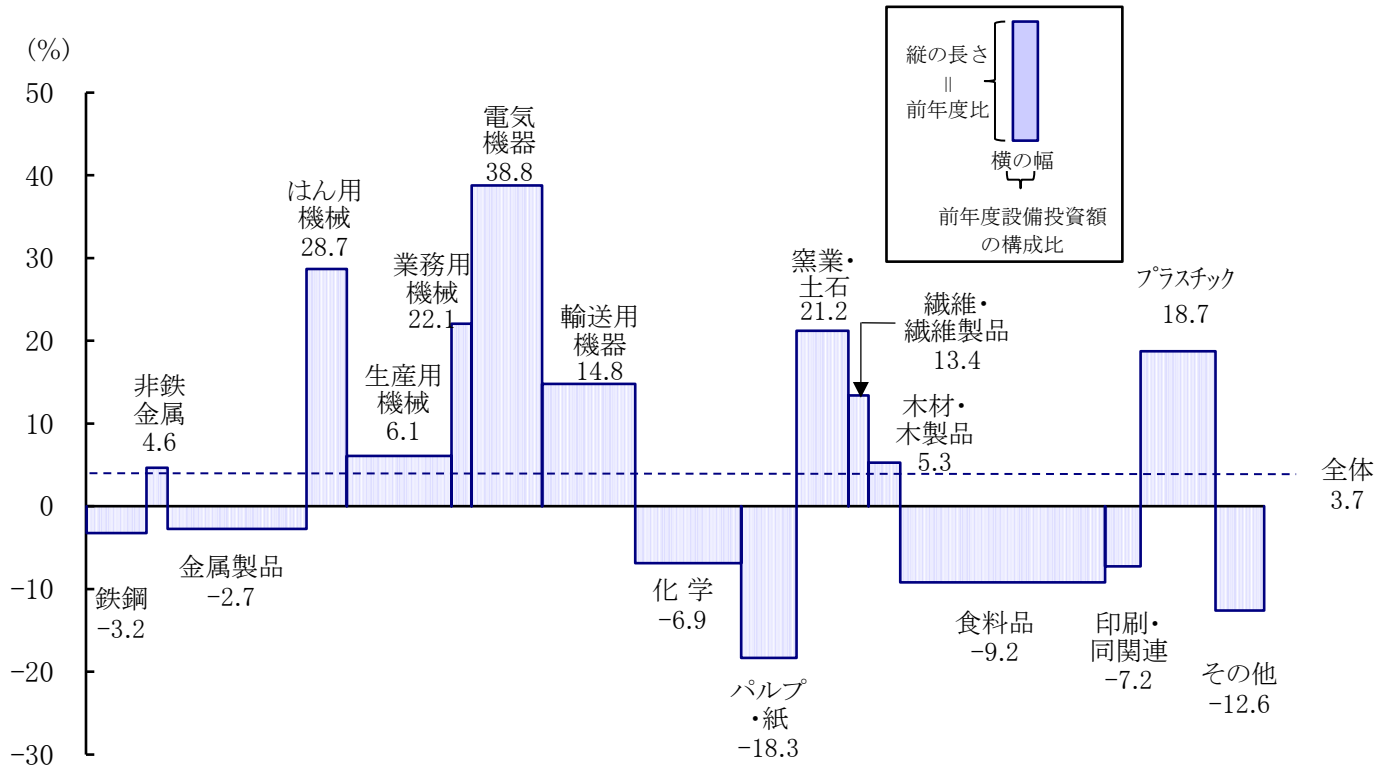 (%)
50
40
30
20
10
0
-10
-20
-30
鉄鋼
-3.2
非鉄
金属
4.6
金属製品
-2.7
はん用
機械
28.7
生産用
機械
6.1
業務用
機械
22.1
電気
機器
38.8
輸送用
機器
14.8
化 学
-6.9
パルプ
・紙
-18.3
窯業・
土石
21.2
繊維・
繊維製品
13.4
木材・
木製品
5.3
食料品
-9.2
印刷・
同関連
-7.2
プラスチック
18.7
その他
-12.6
全体
3.7
縦の長さ
||
前年度比
横の幅
前年度設備投資額
の構成比